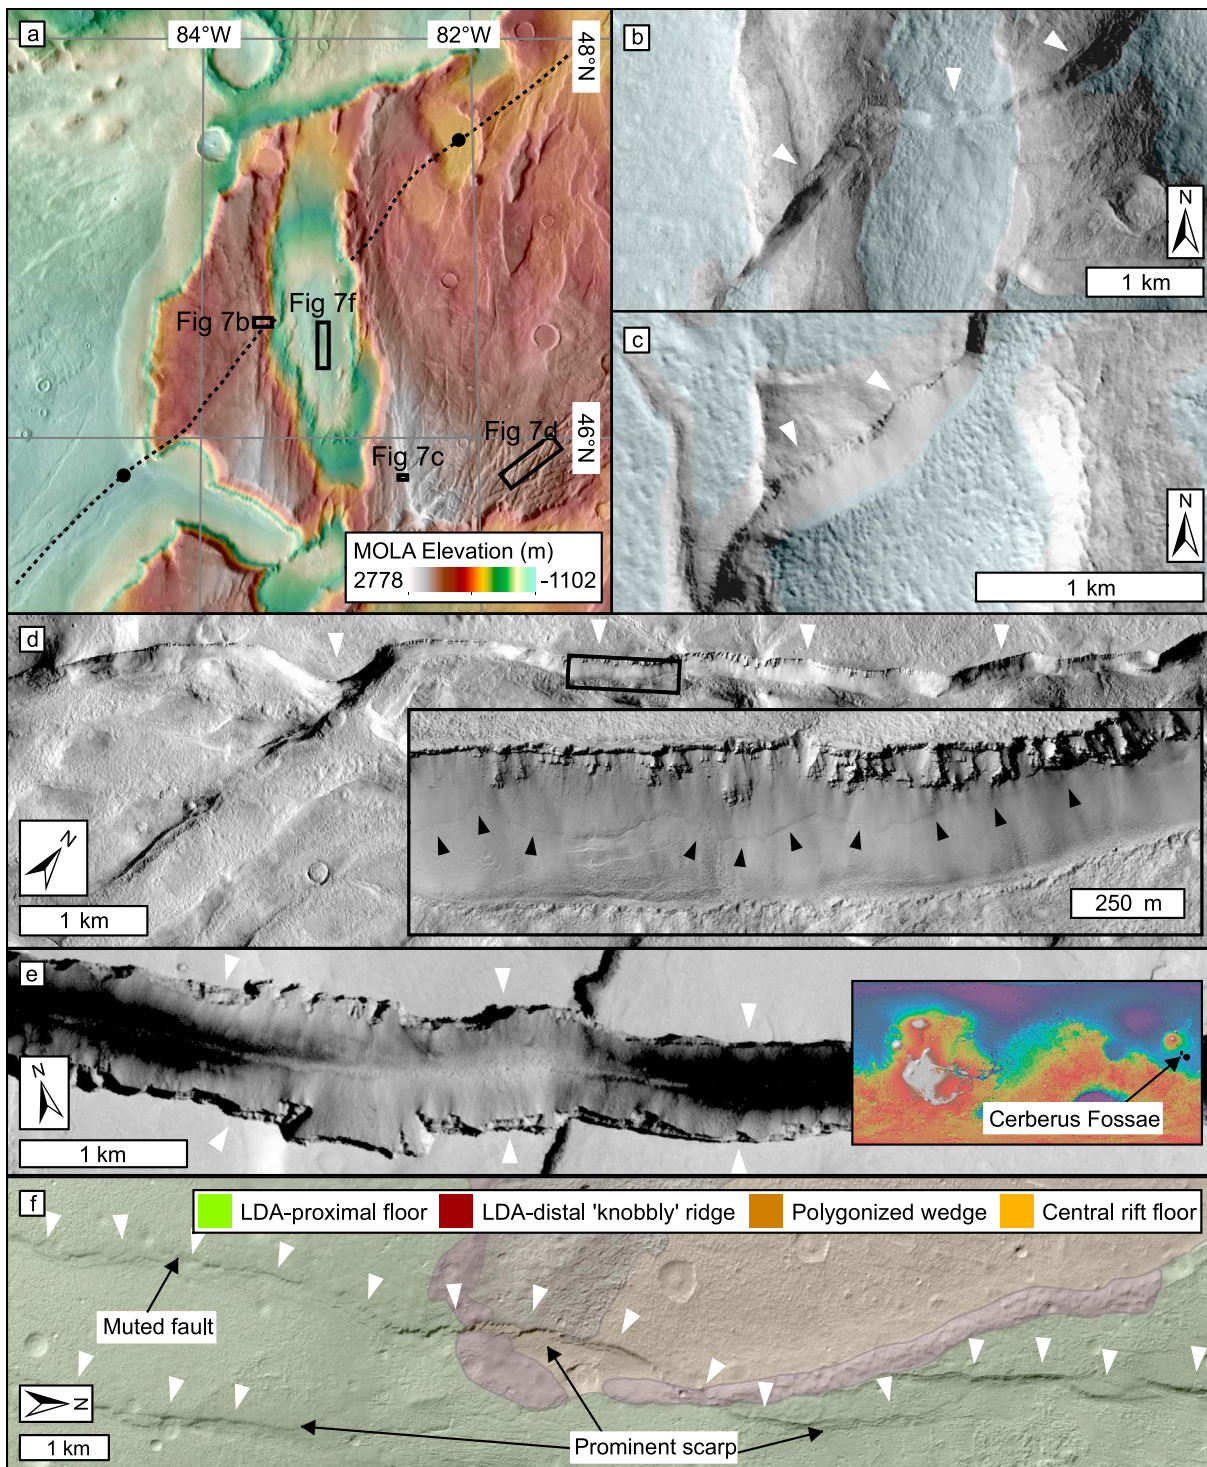 a
84°W
82°W
48°N
46°N
Fig 7b
Fig 7f
Fig 7c
Fig 7d
MOLA Elevation (m)
2778 -1102
b
N
1 km
c
N
1 km
d
N
1 km
250 m
e
N
1 km
Cerberus Fossae
f
LDA-proximal floor LDA-distal 'knobbly' ridge Polygonized wedge Central rift floor
Muted fault
N
1 km
Prominent scarp